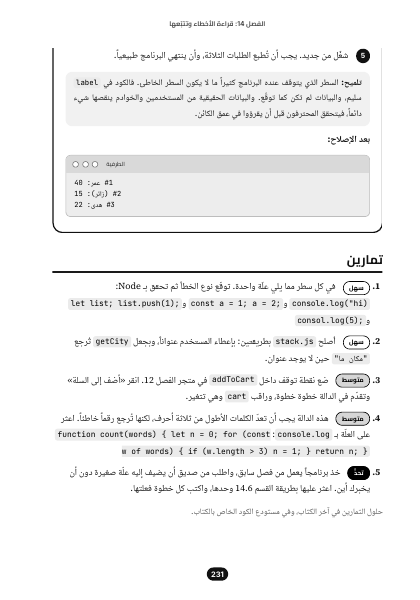 الفصل 14: قراءة الأخطاء وتتبّعها
5 شغّل من جديد. يجب أن تُطبع الطلبات الثلاثة، وأن ينتهي البرنامج طبيعياً.
تلميح: السطر الذي يتوقف عنده البرنامج كثيراً ما لا يكون السطر الخاطئ. فالكود في label
سليم، والبيانات لم تكن كما توقّع. والبيانات الحقيقية من المستخدمين والخوادم ينقصها شيء
دائماً، فيتحقق المحترفون قبل أن يقرؤوا في عمق الكائن.
بعد الإصلاح:
الطرفية
#1 عمر: 40
#2 (زائر): 15
#3 هدى: 22
تمارين
1. سهل في كل سطر مما يلي علّة واحدة. توقّع نوع الخطأ ثم تحقق بـ Node:
console.log("hi) و const a = 1; a = 2; و let list; list.push(1);
و consol.log(5);
2. سهل أصلح stack.js بطريقتين: بإعطاء المستخدم عنواناً، وبجعل getCity تُرجع
"مكان ما" حين لا يوجد عنوان.
3. متوسط ضع نقطة توقف داخل addToCart في متجر الفصل 12. انقر «أضف إلى السلة»
وتقدّم في الدالة خطوة خطوة، وراقب cart وهي تتغير.
4. متوسط هذه الدالة يجب أن تعدّ الكلمات الأطول من ثلاثة أحرف، لكنها تُرجع رقماً خاطئاً. اعثر
على العلّة بـ console.log: function count(words) { let n = 0; for (const
w of words) { if (w.length > 3) n = 1; } return n; }
5. تحدٍّ خذ برنامجاً يعمل من فصل سابق، واطلب من صديق أن يضيف إليه علّة صغيرة دون أن
يخبرك أين. اعثر عليها بطريقة القسم 14.6 وحدها، واكتب كل خطوة فعلتها.
حلول التمارين في آخر الكتاب، وفي مستودع الكود الخاص بالكتاب.
231